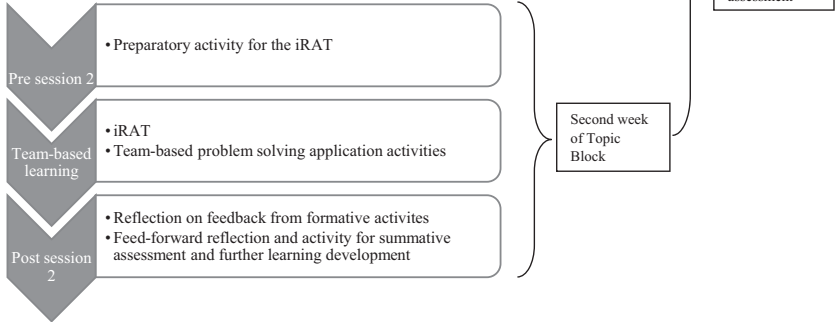 assessment
• Preparatory activity for the iRAT
Pre session 2
• iRAT
• Team-based problem solving application activities
Team-based
learning
Second week
of Topic
Block
• Reflection on feedback from formative activites
• Feed-forward reflection and activity for summative
assessment and further learning development
Post session
2